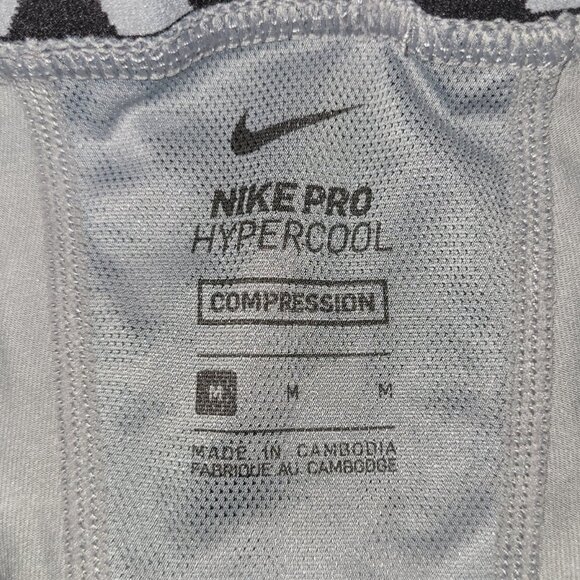 NIKE PRO
HYPERCOOL
COMPRESSION
M M M
MADE IN CAMBODIA
FABRIQUE AU CAMBODGE